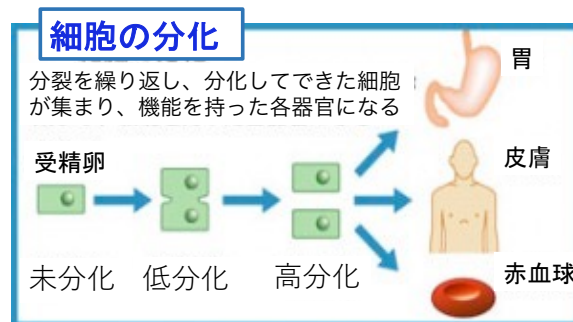 細胞の分化
分裂を繰り返し、分化してできた細胞
が集まり、機能を持った各器官になる
胃
受精卵
皮膚
未分化
低分化
高分化
赤血球